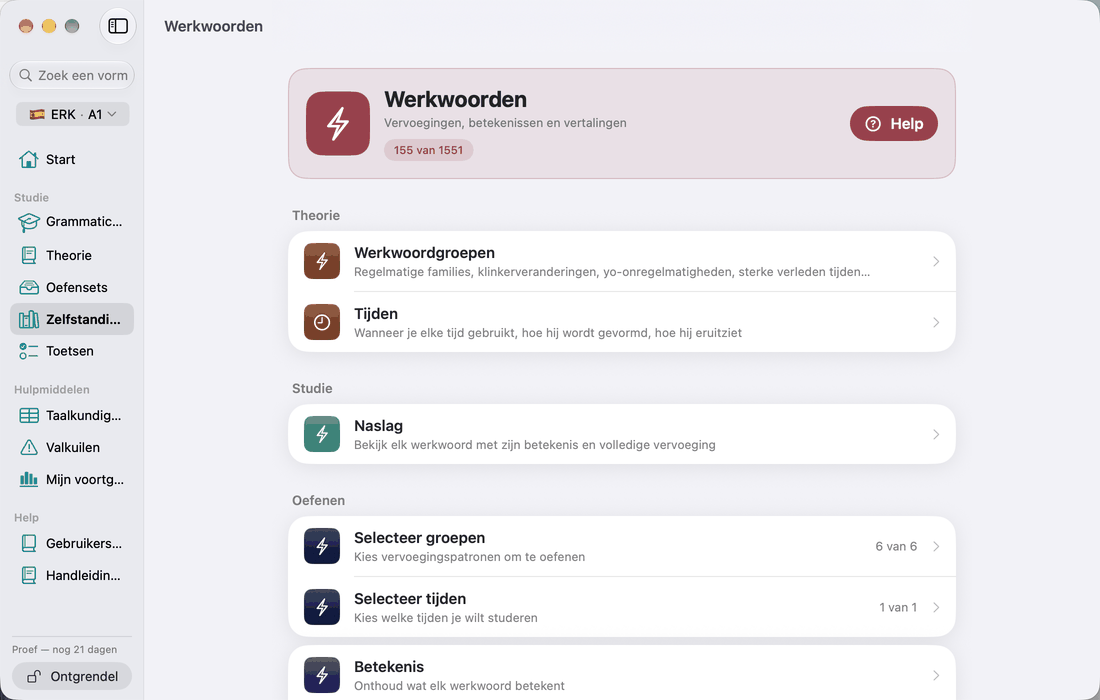 Werkwoorden
Zoek een vorm
ERK · A1
Start
Studie
Grammatic...
Theorie
Oefensets
Zelfstandi...
Toetsen
Hulpmiddelen
Taalkundig...
Valkuilen
Mijn voortg...
Help
Gebruikers...
Handleidin...
Proef — nog 21 dagen
Ontgrendel
Werkwoorden
Vervoegingen, betekenissen en vertalingen
155 van 1551
Help
Theorie
Werkwoordgroepen
Regelmatige families, klinkerveranderingen, yo-onregelmatigheden, sterke verleden tijden...
Tijden
Wanneer je elke tijd gebruikt, hoe hij wordt gevormd, hoe hij eruitziet
Studie
Naslag
Bekijk elk werkwoord met zijn betekenis en volledige vervoeging
Oefenen
Selecteer groepen
Kies vervoegingspatronen om te oefenen
6 van 6
Selecteer tijden
Kies welke tijden je wilt studeren
1 van 1
Betekenis
Onthoud wat elk werkwoord betekent